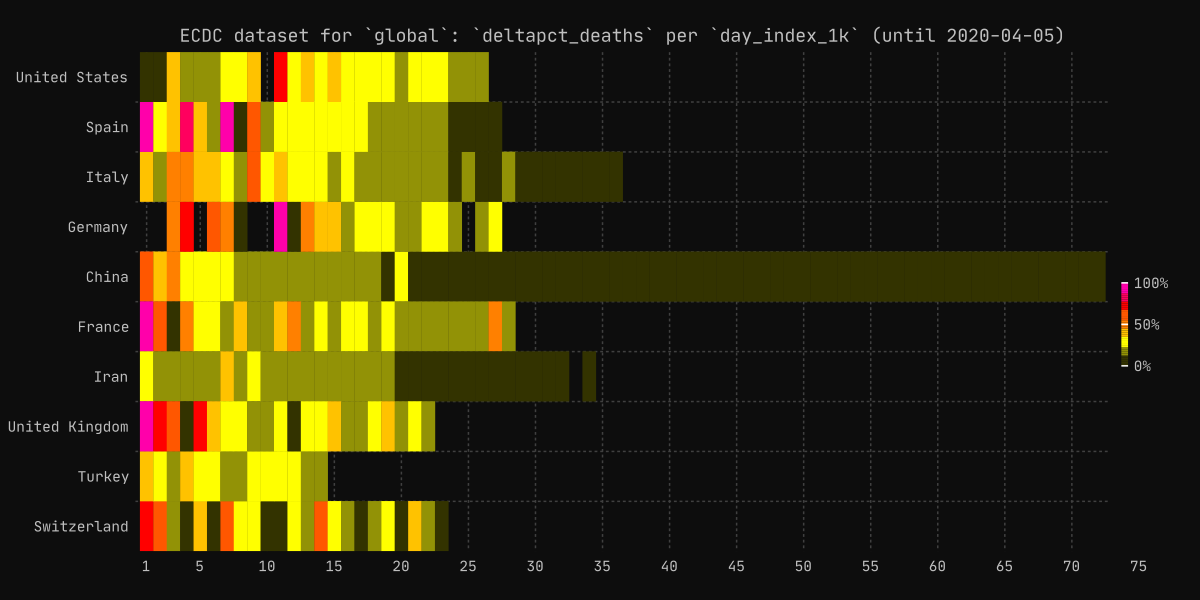 ECDC dataset for `global`: `deltapct_deaths` per `day_index_1k` (until 2020-04-05)
United States
Spain
Italy
Germany
China
France
Iran
United Kingdom
Turkey
Switzerland
100%
50%
0%
1 5 10 15 20 25 30 35 40 45 50 55 60 65 70 75